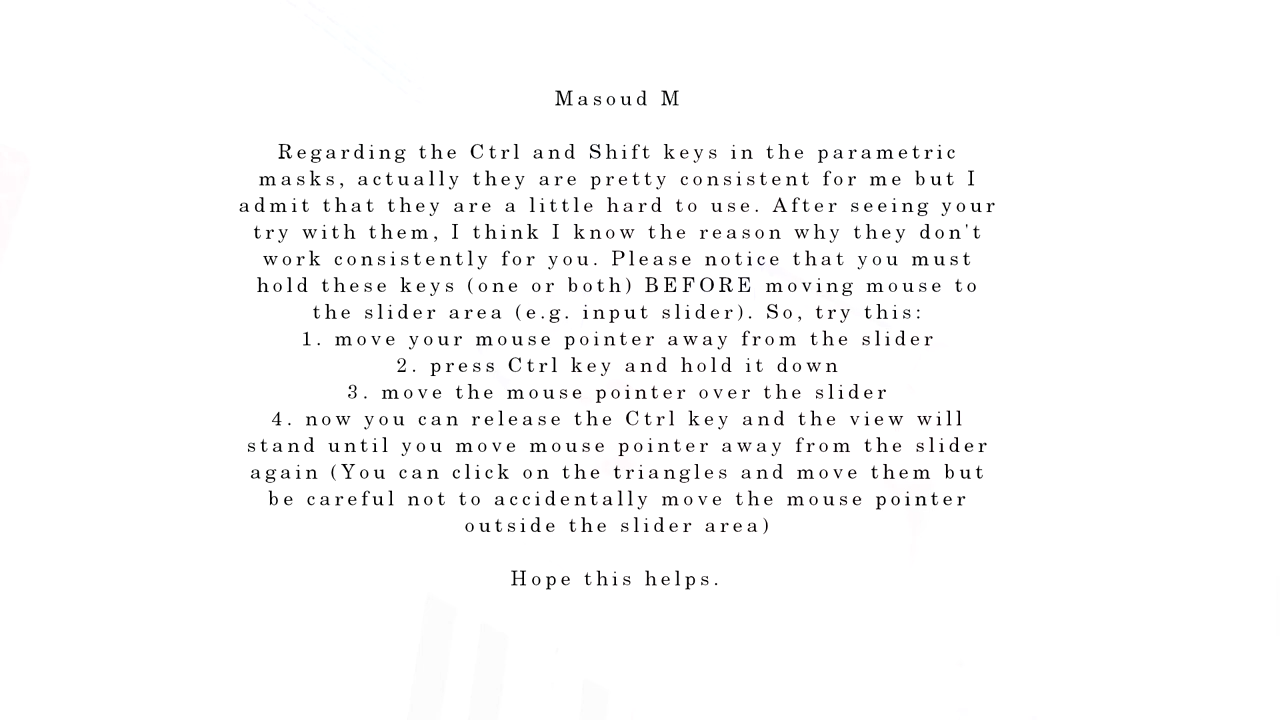 Masoud M
Regarding the Ctrl and Shift keys in the parametric
masks, actually they are pretty consistent for me but I
admit that they are a little hard to use. After seeing your
try with them, I think I know the reason why they don't
work consistently for you. Please notice that you must
hold these keys (one or both) BEFORE moving mouse to
the slider area (e.g. input slider). So, try this:
1. move your mouse pointer away from the slider
2. press Ctrl key and hold it down
3. move the mouse pointer over the slider
4. now you can release the Ctrl key and the view will
stand until you move mouse pointer away from the slider
again (You can click on the triangles and move them but
be careful not to accidentally move the mouse pointer
outside the slider area)
Hope this helps.